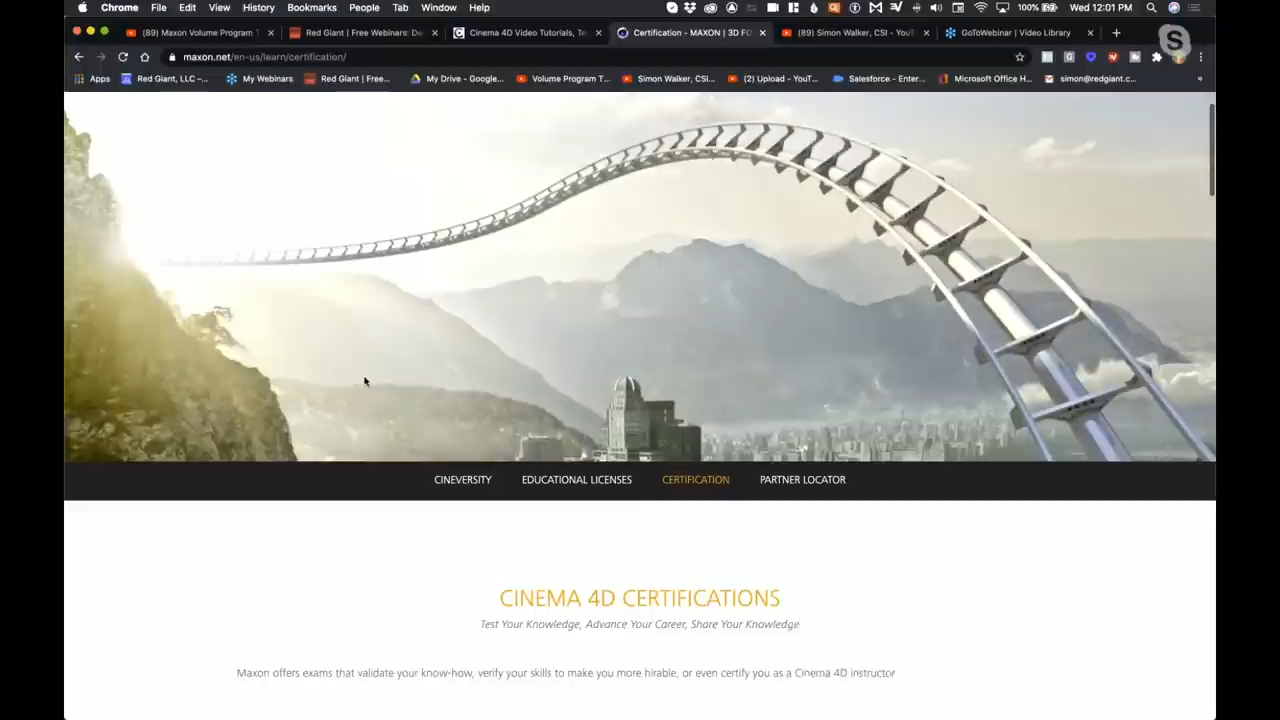 Chrome File Edit View History Bookmarks People Tab Window Help 100% Wed 12:01 PM
(89) Maxon Volume Program T Red Giant | Free Webinars: De Cinema 4D Video Tutorials, Te Certification - MAXON | 3D FO (89) Simon Walker, CSI - YouT GoToWebinar | Video Library
maxon.net/en-us/learn/certification/
Apps Red Giant, LLC –... My Webinars Red Giant | Free... My Drive – Google... Volume Program T... Simon Walker, CSI... (2) Upload - YouT... Salesforce - Enter... Microsoft Office H... simon@redgiant.c... »
CINEVERSITY EDUCATIONAL LICENSES CERTIFICATION PARTNER LOCATOR
CINEMA 4D CERTIFICATIONS
Test Your Knowledge, Advance Your Career, Share Your Knowledge
Maxon offers exams that validate your know-how, verify your skills to make you more hirable, or even certify you as a Cinema 4D instructor